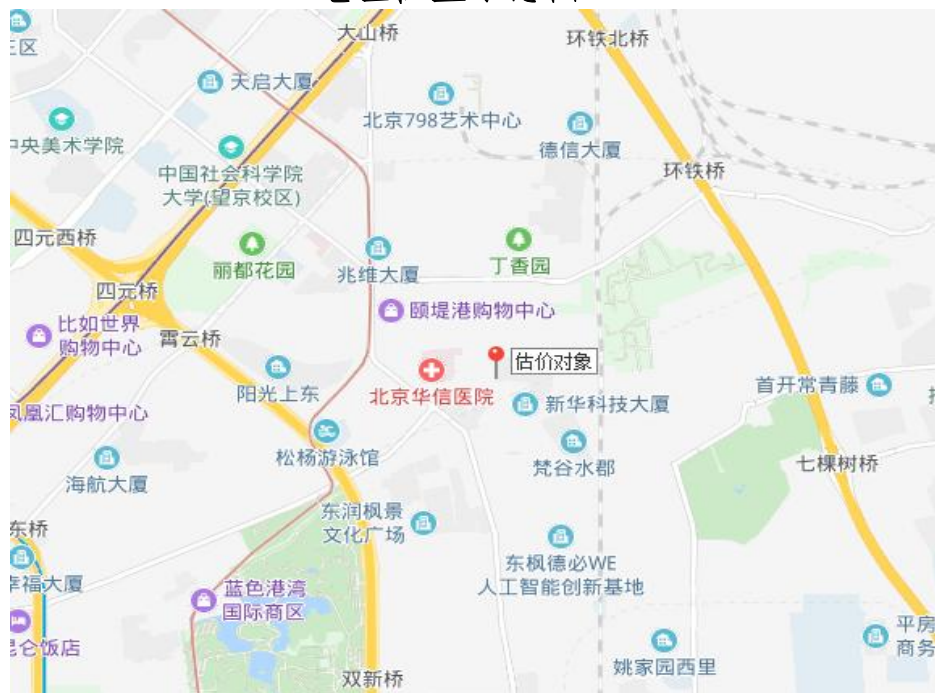 大山桥
环铁北桥
三区
天启大厦
北京798艺术中心
中央美术学院
德信大厦
中国社会科学院
大学(望京校区)
环铁桥
四元西桥
丽都花园
丁香园
兆维大厦
四元桥
颐堤港购物中心
比如世界
购物中心
霄云桥
估价对象
阳光上东
北京华信医院
首开常青藤
新华科技大厦
凤凰汇购物中心
松杨游泳馆
梵谷水郡
七棵树桥
海航大厦
东润枫景
文化广场
东桥
东枫德必WE
人工智能创新基地
幸福大厦
蓝色港湾
国际商区
平房
商务
昆仑饭店
姚家园西里
双新桥